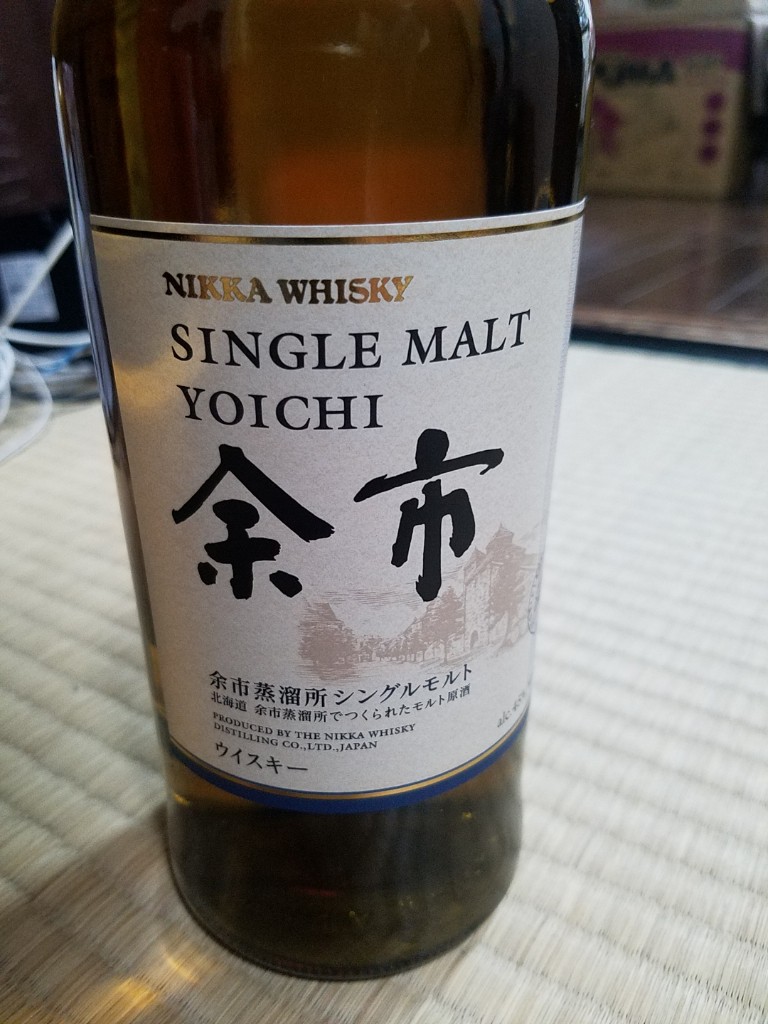 NIKKA WHISKY
SINGLE MALT
YOICHI
余市
余市蒸溜所シングルモルト
北海道 余市蒸溜所でつくられたモルト原酒
PRODUCED BY THE NIKKA WHISKY
DISTILLING CO.,LTD.,JAPAN
ウイスキー
alc.45%